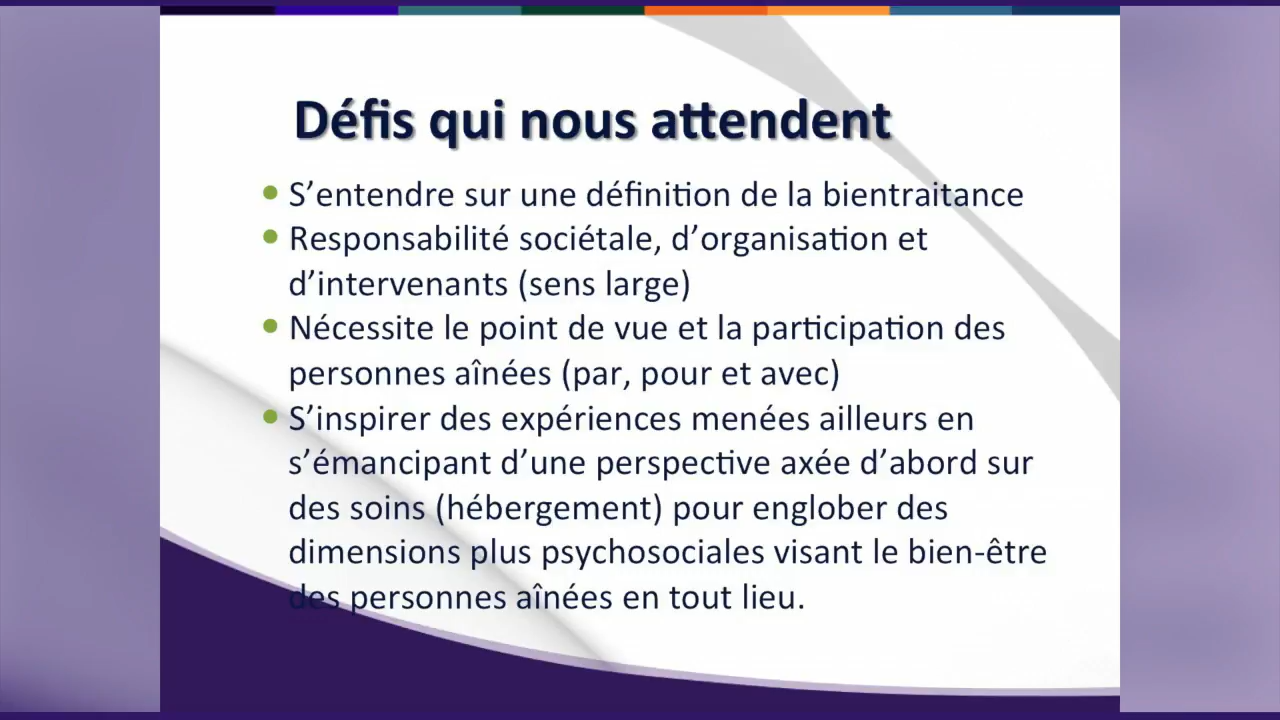 Défis qui nous attendent
• S’entendre sur une définition de la bientraitance
• Responsabilité sociétale, d’organisation et
d’intervenants (sens large)
• Nécessite le point de vue et la participation des
personnes aînées (par, pour et avec)
• S’inspirer des expériences menées ailleurs en
s’émancipant d’une perspective axée d’abord sur
des soins (hébergement) pour englober des
dimensions plus psychosociales visant le bien-être
des personnes aînées en tout lieu.